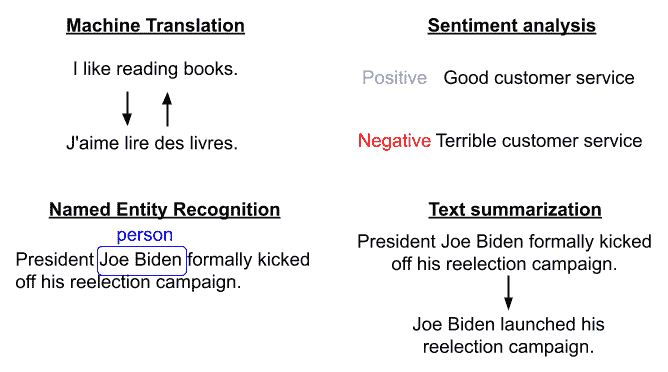 Machine Translation
I like reading books.
J'aime lire des livres.
Sentiment analysis
Positive Good customer service
Negative Terrible customer service
Named Entity Recognition
person
President Joe Biden formally kicked
off his reelection campaign.
Text summarization
President Joe Biden formally kicked
off his reelection campaign.
Joe Biden launched his
reelection campaign.